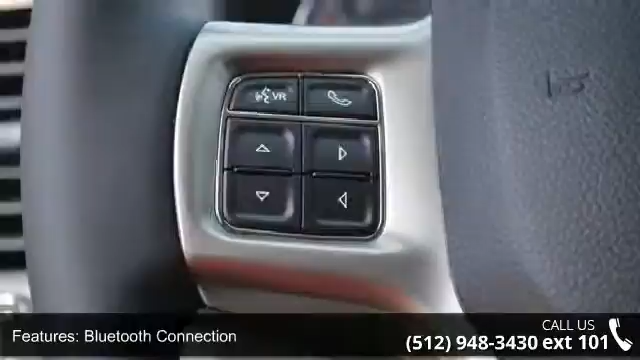 VR
CALL US
Features: Bluetooth Connection
(512) 948-3430 ext 101